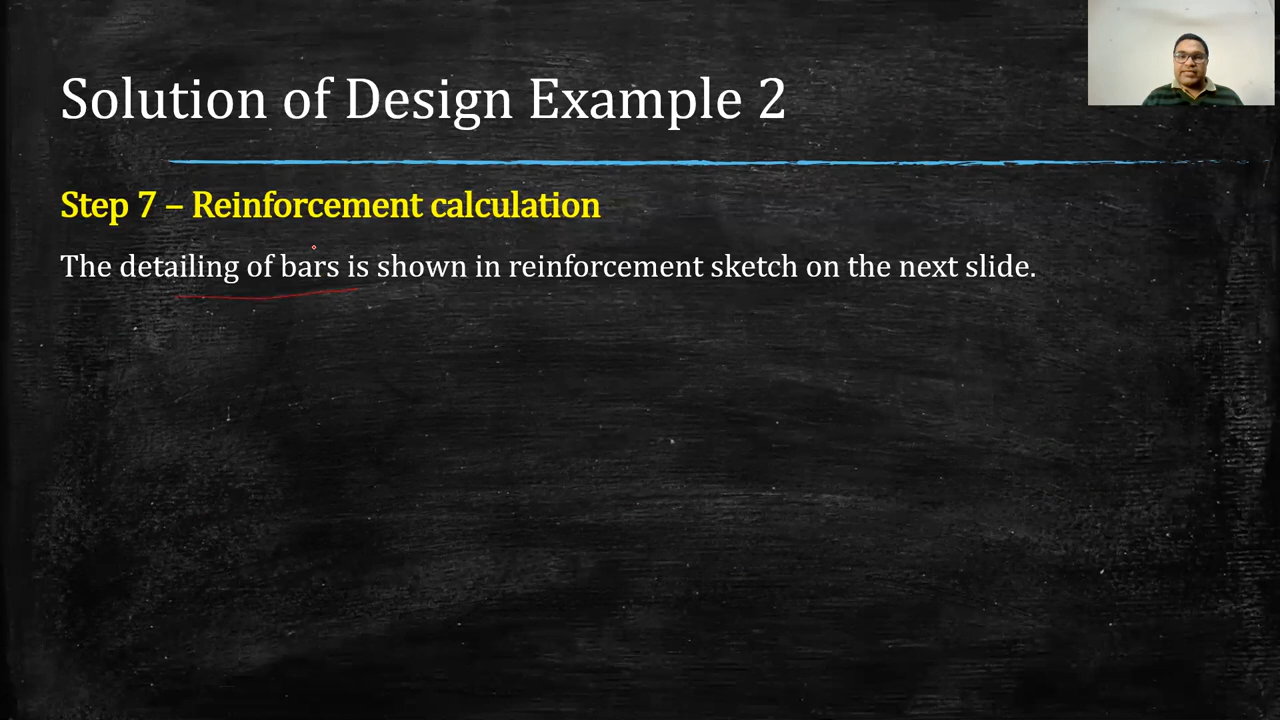 Solution of Design Example 2
Step 7 – Reinforcement calculation
The detailing of bars is shown in reinforcement sketch on the next slide.